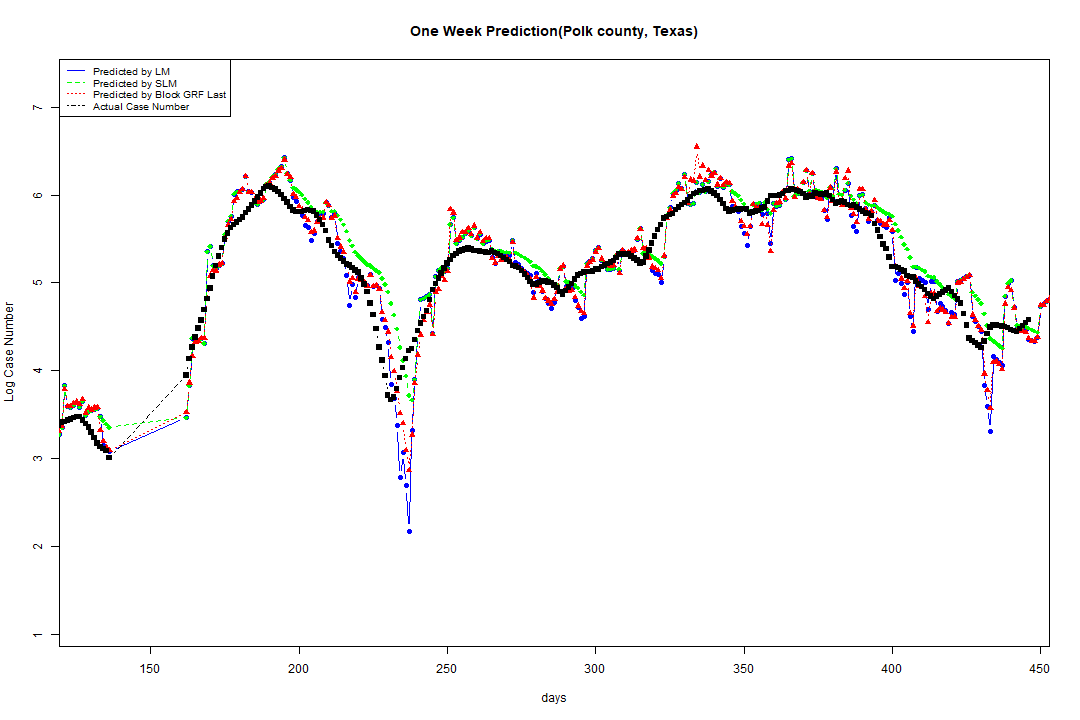 One Week Prediction(Polk county, Texas)
Predicted by LM
Predicted by SLM
Predicted by Block GRF Last
Actual Case Number
7
6
5
4
3
2
1
Log Case Number
150 200 250 300 350 400 450
days